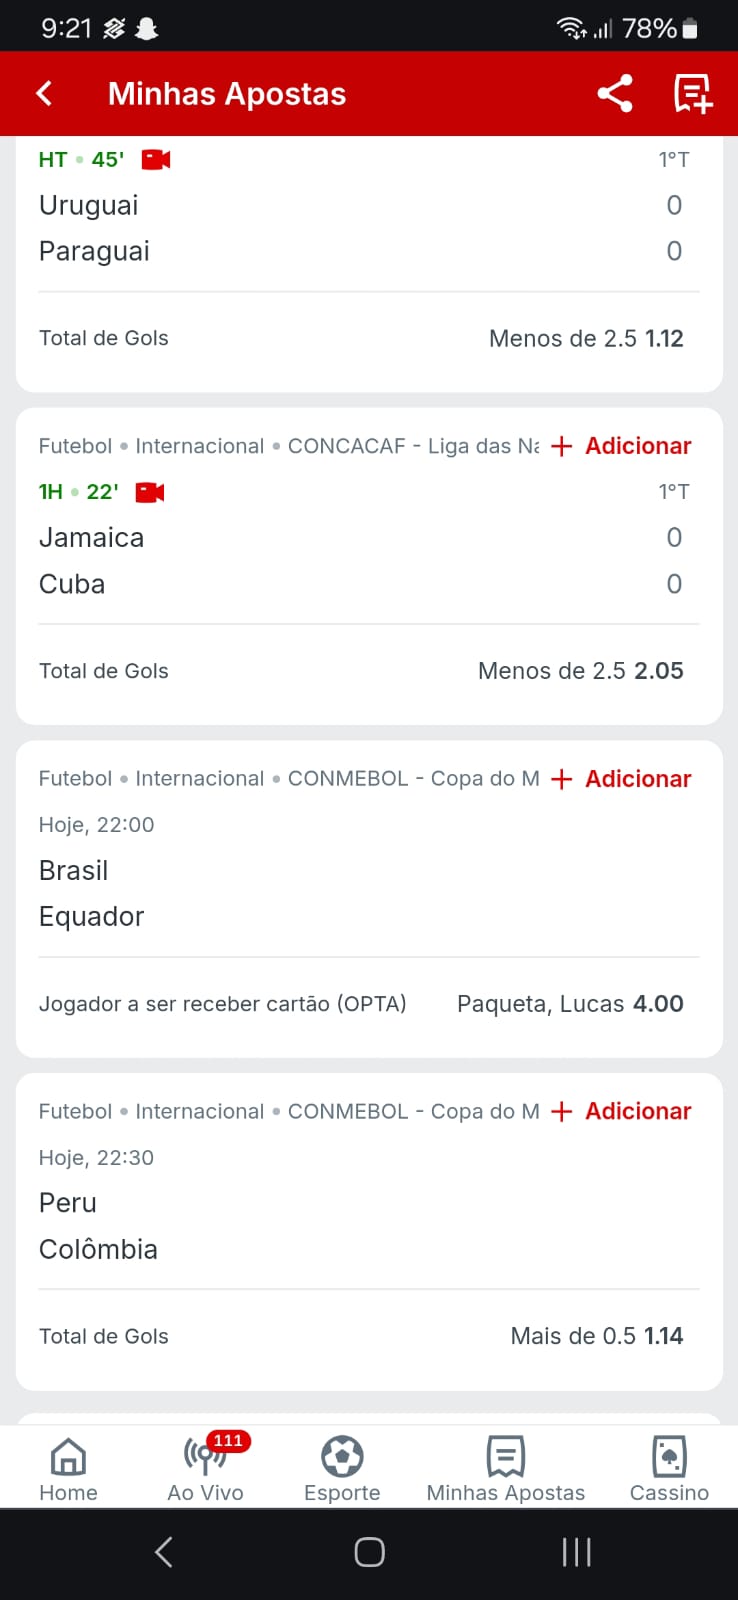 9:21 78%
Minhas Apostas
HT • 45' 1°T
Uruguai 0
Paraguai 0
Total de Gols Menos de 2.5 1.12
Futebol • Internacional • CONCACAF - Liga das Na + Adicionar
1H • 22' 1°T
Jamaica 0
Cuba 0
Total de Gols Menos de 2.5 2.05
Futebol • Internacional • CONMEBOL - Copa do M + Adicionar
Hoje, 22:00
Brasil
Equador
Jogador a ser receber cartão (OPTA) Paqueta, Lucas 4.00
Futebol • Internacional • CONMEBOL - Copa do M + Adicionar
Hoje, 22:30
Peru
Colômbia
Total de Gols Mais de 0.5 1.14
111
Home Ao Vivo Esporte Minhas Apostas Cassino